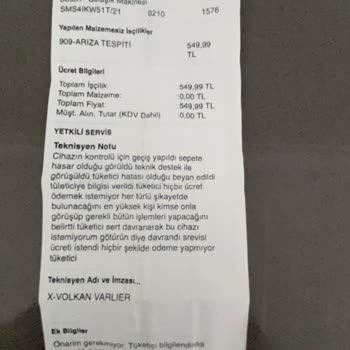 Bulaşık Makinesi
SMS4IKW51T/21 0210 1576
Yapılan Malzemesiz İşçilikler
909-ARIZA TESPİTİ 549,99
TL
Ücret Bilgileri
Toplam İşçilik. :549,99 TL
Toplam Malzeme: :0,00 TL
Toplam Fiyat: :549,99 TL
Müşt. Alın. Tutar (KDV Dahil) :0,00 TL
YETKİLİ SERVİS
Teknisyen Notu
Cihazın kontrolü için geçiş yapıldı sepete
hasar olduğu görüldü teknik destek ile
görüşüldü tüketici hatası olduğu beyan edildi
tületiciye bilgisi verildi tüketici hiçbir ücret
ödemek istemiyor her türlü şikayetde
bulunacağını en yüksek kişi kimse onla
görüşüp gerekli bütün işlemleri yapacağını
belirtti tüketici sert davranarak bu cihazı
istemiyorum götürün diye davrandı srevisi
ücreti istendi hiçbir şekilde ödeme yapmıyor
tüketici
Teknisyen Adı ve İmzası...
X-VOLKAN VARLIER
Ek Bilgiler
Onarım gerekmiyor. Tüketici bilgilendirildi